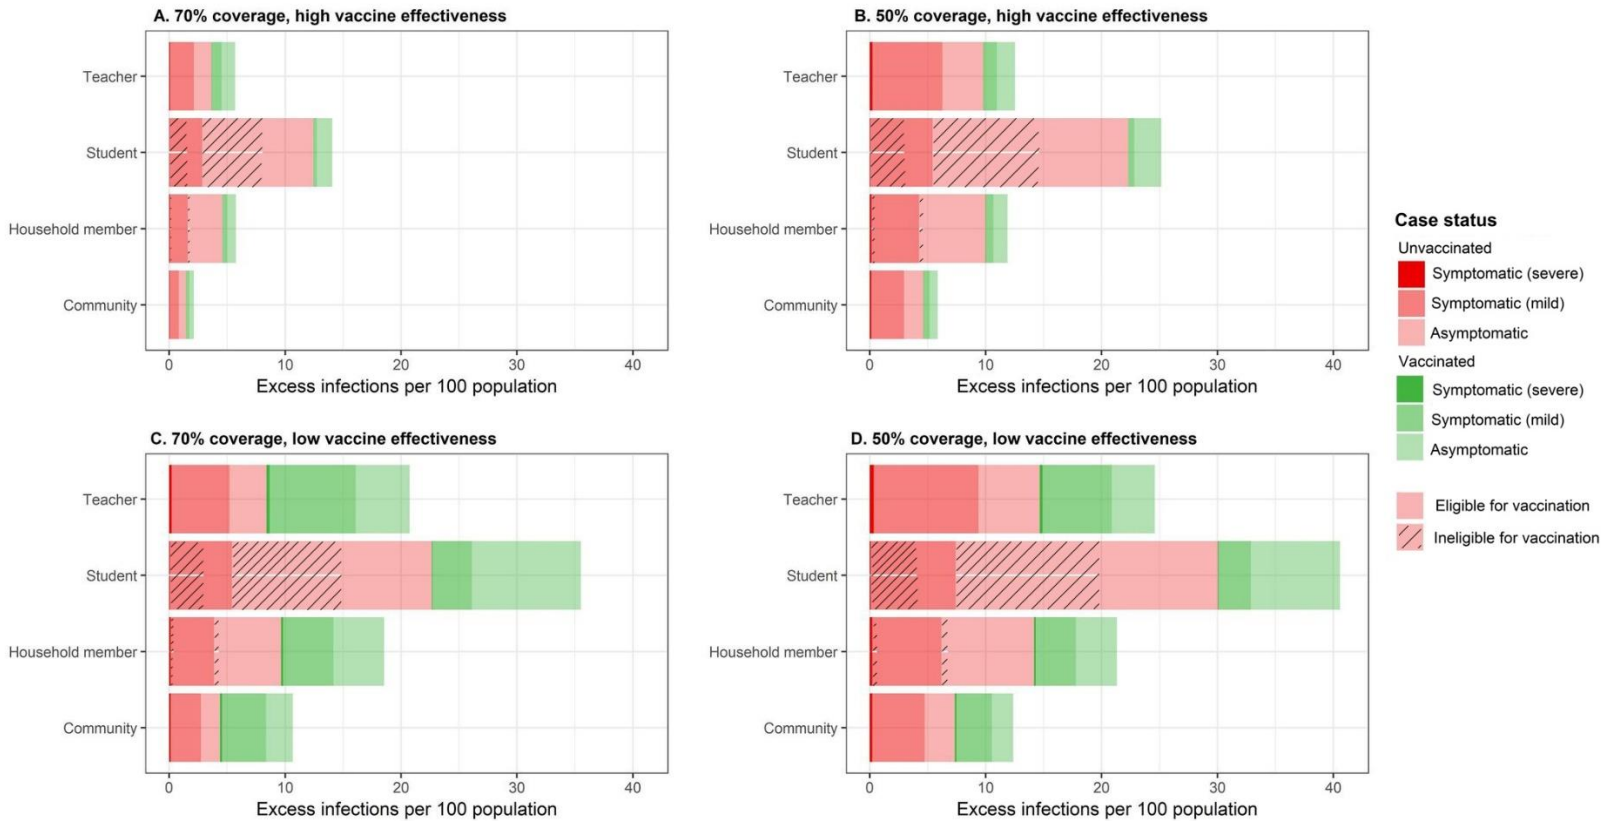 A. 70% coverage, high vaccine effectiveness
Teacher
Student
Household member
Community
0 10 20 30 40
Excess infections per 100 population
B. 50% coverage, high vaccine effectiveness
Teacher
Student
Household member
Community
0 10 20 30 40
Excess infections per 100 population
C. 70% coverage, low vaccine effectiveness
Teacher
Student
Household member
Community
0 10 20 30 40
Excess infections per 100 population
D. 50% coverage, low vaccine effectiveness
Teacher
Student
Household member
Community
0 10 20 30 40
Excess infections per 100 population
Case status
Unvaccinated
Symptomatic (severe)
Symptomatic (mild)
Asymptomatic
Vaccinated
Symptomatic (severe)
Symptomatic (mild)
Asymptomatic
Eligible for vaccination
Ineligible for vaccination